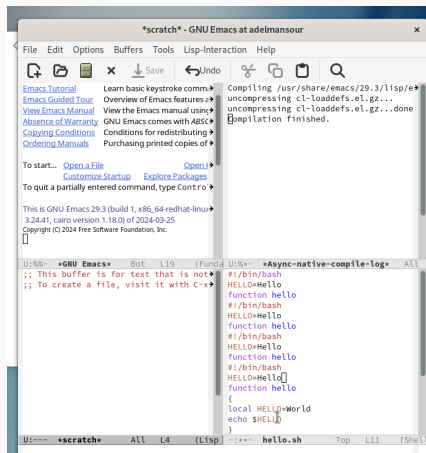 *scratch* - GNU Emacs at adelmansour
×
File Edit Options Buffers Tools Lisp-Interaction Help
Save Undo
Emacs Tutorial Learn basic keystroke comm
Emacs Guided Tour Overview of Emacs features a
View Emacs Manual View the Emacs manual using
Absence of Warranty GNU Emacs comes with ABSC
Copying Conditions Conditions for redistributing
Ordering Manuals Purchasing printed copies of
To start... Open a File Open H
Customize Startup Explore Packages
To quit a partially entered command, type Contro
This is GNU Emacs 29.3 (build 1, x86_64-redhat-linux
3.24.41, cairo version 1.18.0) of 2024-03-25
Copyright (C) 2024 Free Software Foundation, Inc.
U:%%- *GNU Emacs* Bot L19 (Funda
Compiling /usr/share/emacs/29.3/lisp/e
uncompressing cl-loaddefs.el.gz...
uncompressing cl-loaddefs.el.gz...done
Compilation finished.
U:%*- *Async-native-compile-log* All
;; This buffer is for text that is not
;; To create a file, visit it with C-x
U:--- *scratch* All L4 (Lisp
#!/bin/bash
HELLO=Hello
function hello
#!/bin/bash
HELLO=Hello
function hello
#!/bin/bash
HELLO=Hello
function hello
#!/bin/bash
HELLO=Hello
function hello
{
local HELLO=World
echo $HELLO
}
-:**- hello.sh Top L11 (Shel